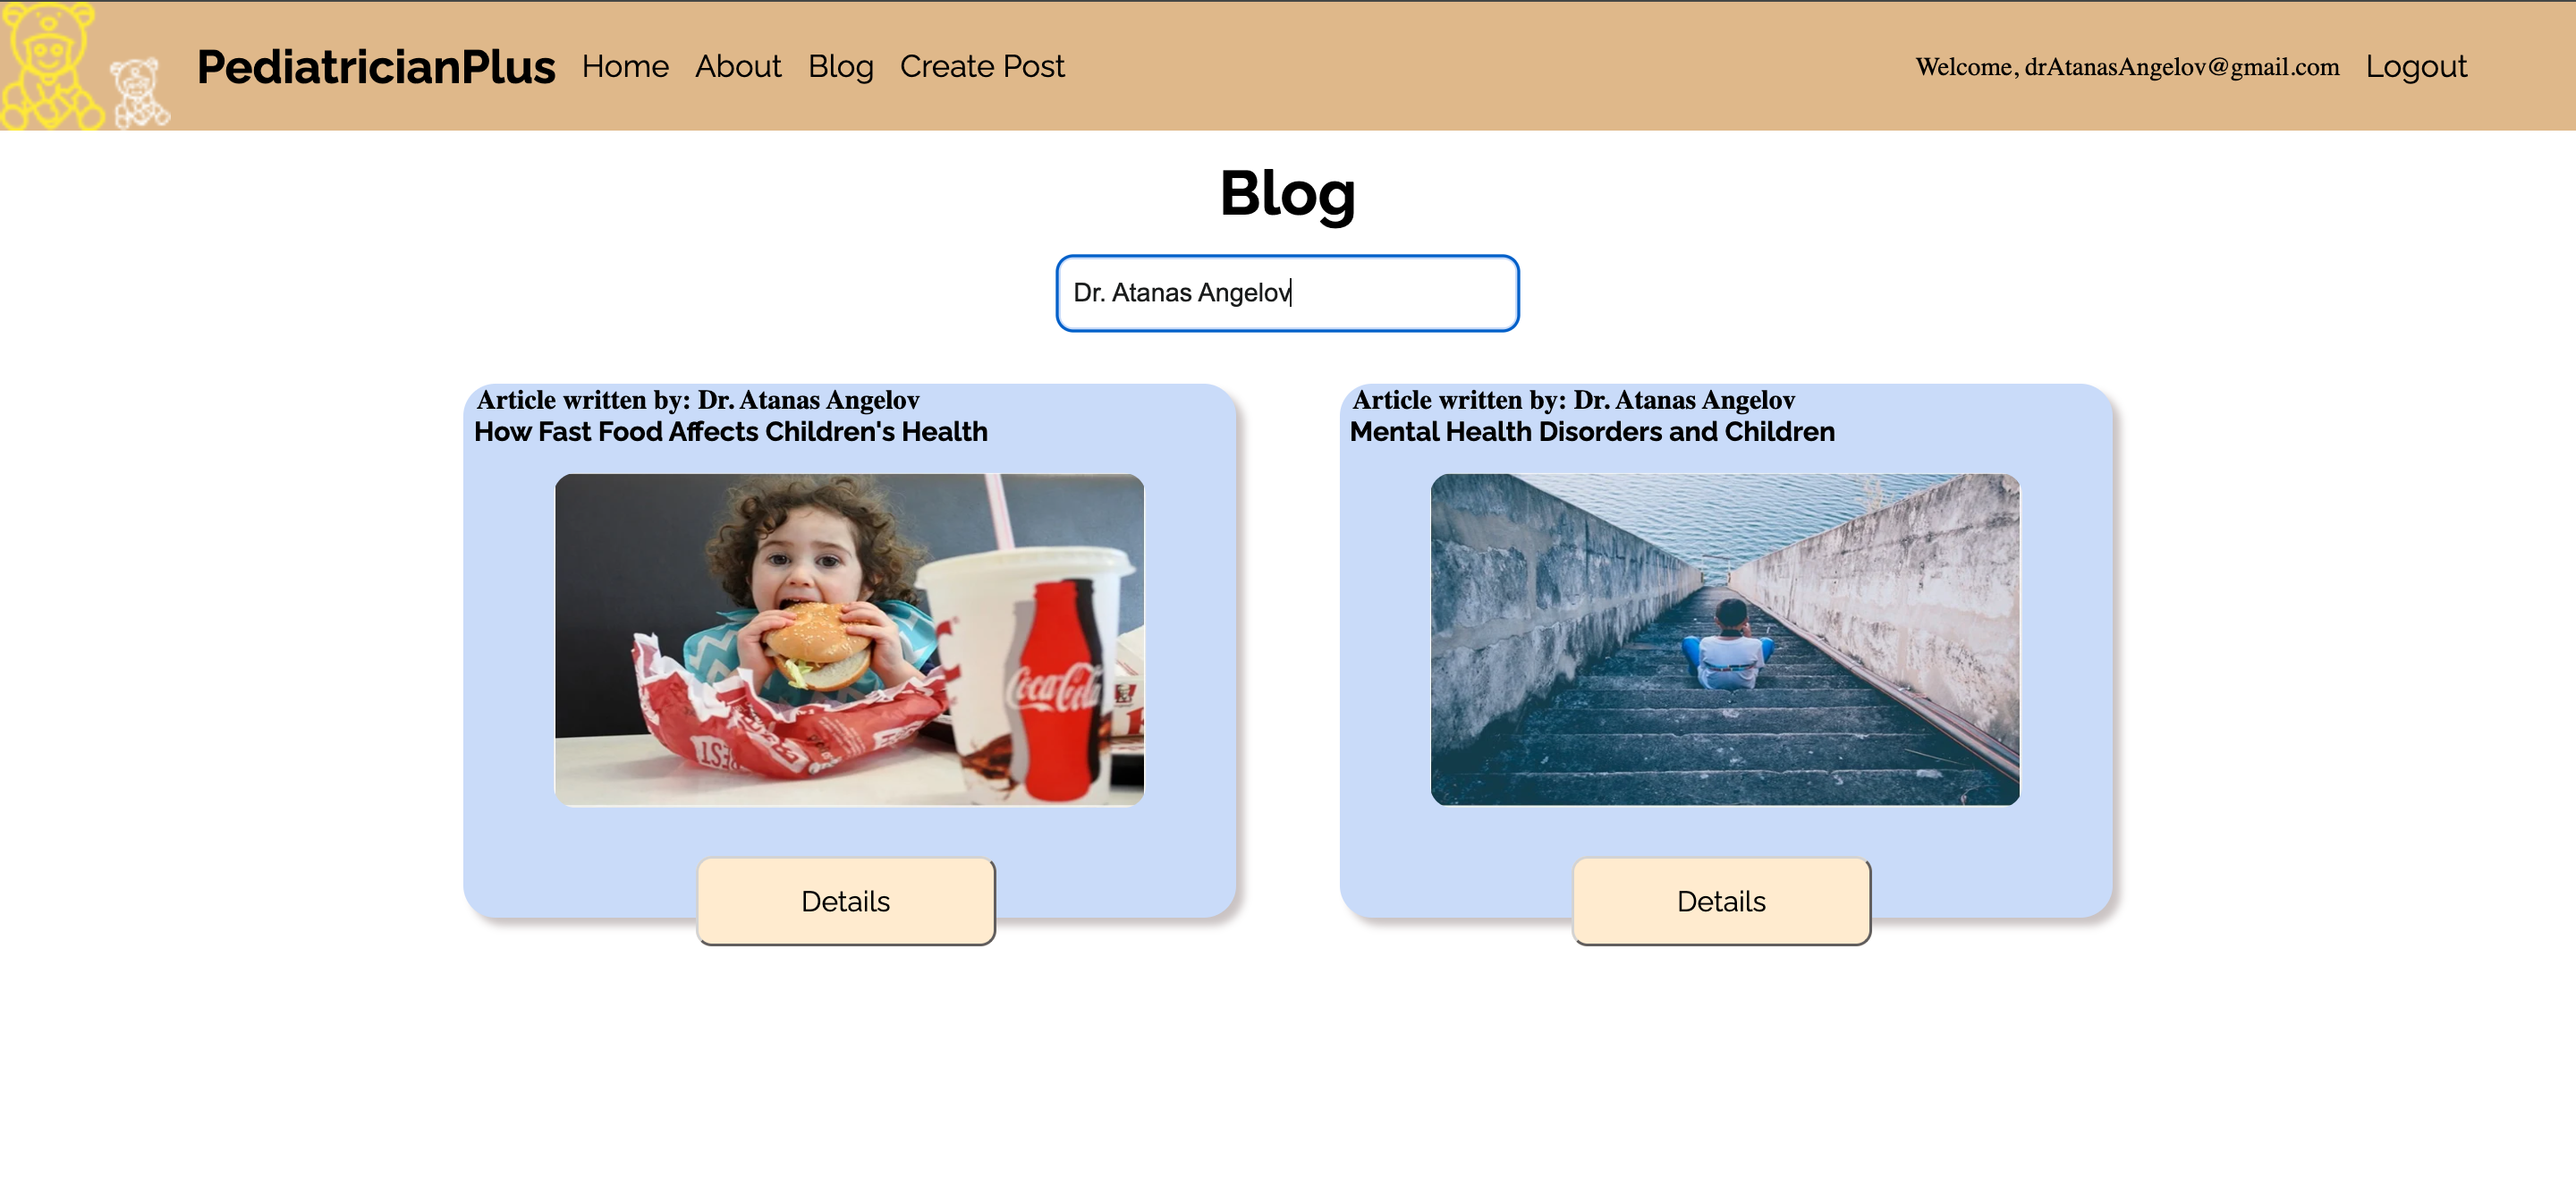 PediatricianPlus Home About Blog Create Post Welcome, drAtanasAngelov@gmail.com Logout
Blog
Dr. Atanas Angelov
Article written by: Dr. Atanas Angelov
How Fast Food Affects Children's Health
Coca-Cola
Details
Article written by: Dr. Atanas Angelov
Mental Health Disorders and Children
Details